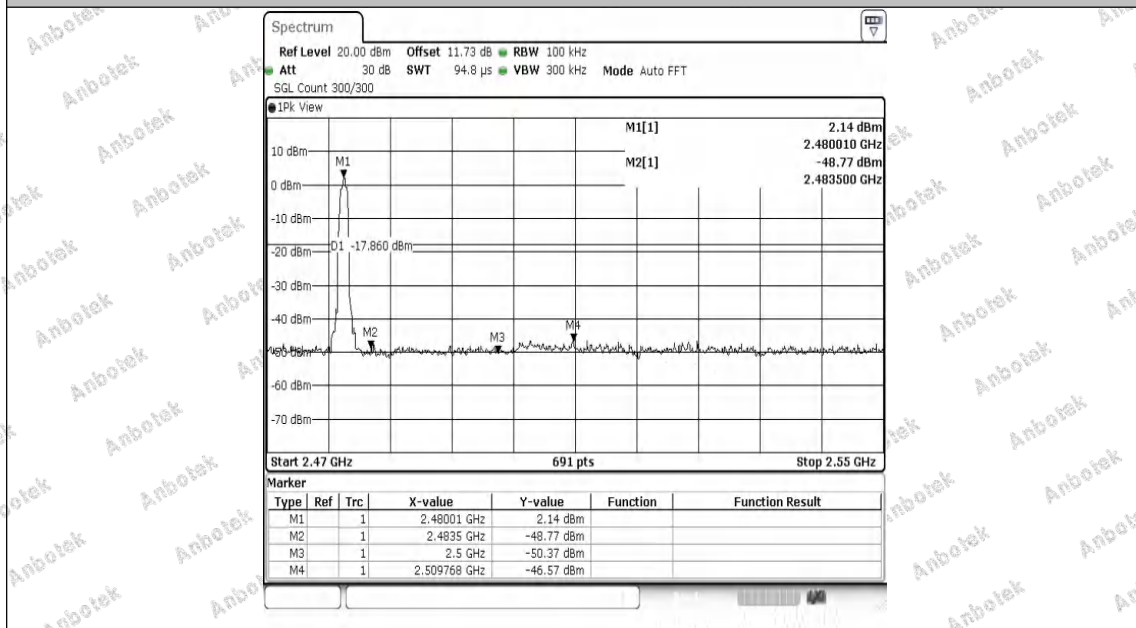 Spectrum
Ref Level 20.00 dBm Offset 11.73 dB RBW 100 kHz
Att 30 dB SWT 94.8 µs VBW 300 kHz Mode Auto FFT
SGL Count 300/300
1Pk View
M1[1] 2.14 dBm
2.480010 GHz
M2[1] -48.77 dBm
2.483500 GHz
10 dBm
M1
0 dBm
-10 dBm
D1 -17.860 dBm
-20 dBm
-30 dBm
-40 dBm
M2
M3
M4
-50 dBm
-60 dBm
-70 dBm
Start 2.47 GHz 691 pts Stop 2.55 GHz
Marker
Type Ref Trc X-value Y-value Function Function Result
M1 1 2.48001 GHz 2.14 dBm
M2 1 2.4835 GHz -48.77 dBm
M3 1 2.5 GHz -50.37 dBm
M4 1 2.509768 GHz -46.57 dBm
Anbotek